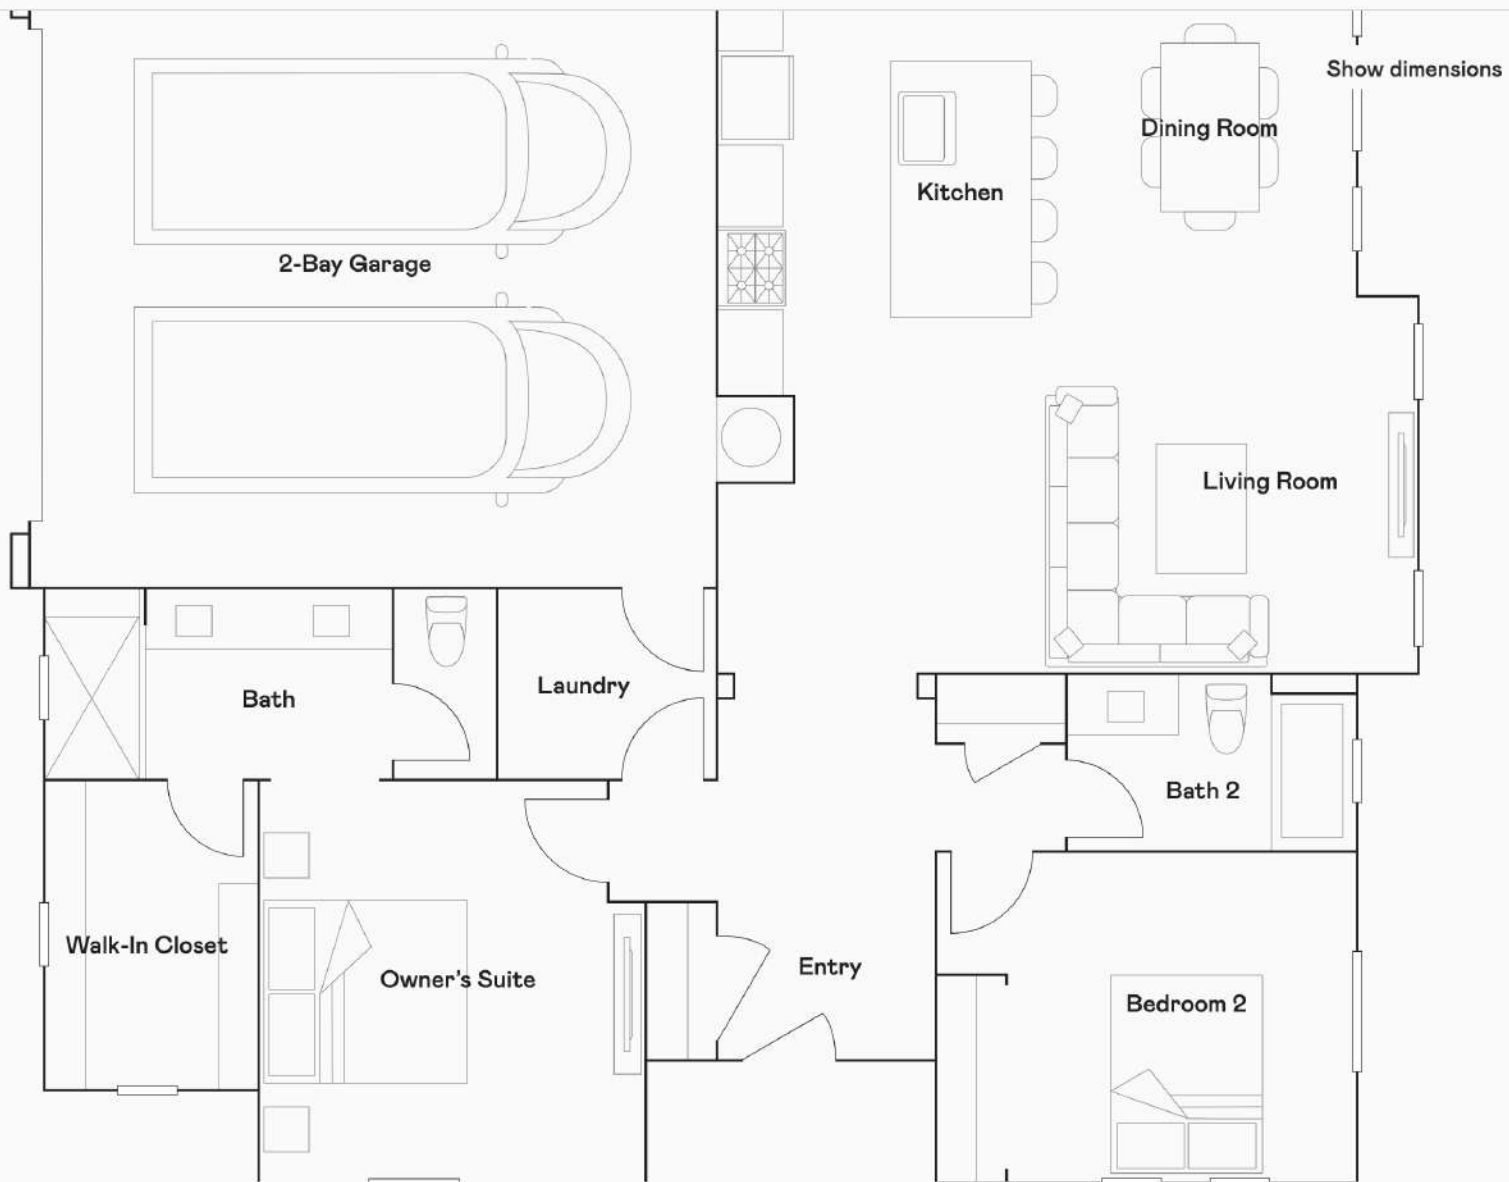 Show dimensions
Dining Room
Kitchen
2-Bay Garage
Living Room
Laundry
Bath
Bath 2
Walk-In Closet
Entry
Owner's Suite
Bedroom 2